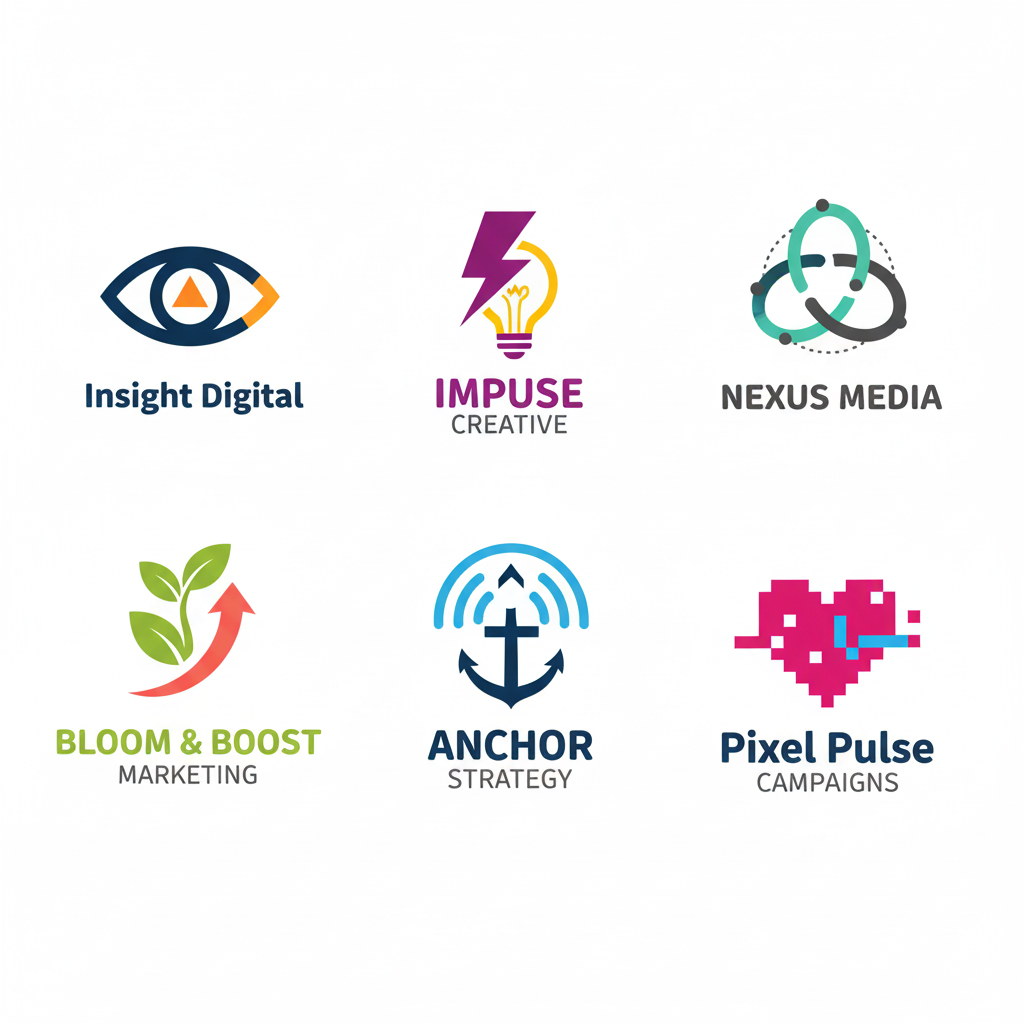 Insight Digital
IMPUSE
CREATIVE
NEXUS MEDIA
BLOOM & BOOST
MARKETING
ANCHOR
STRATEGY
Pixel Pulse
CAMPAIGNS